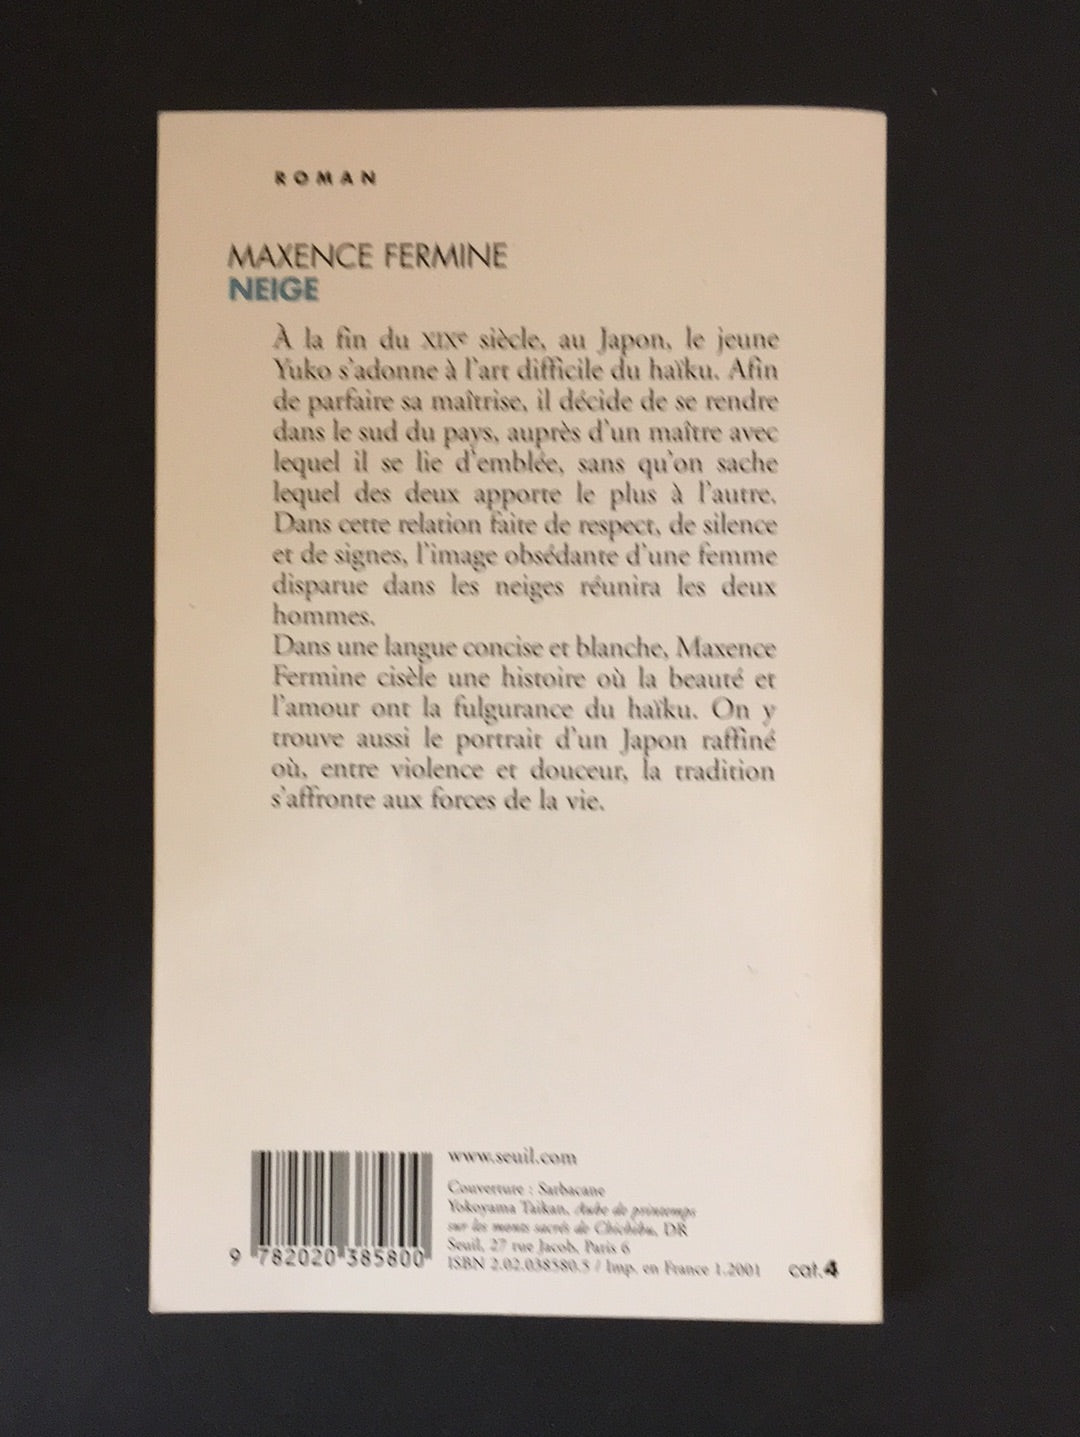 ROMAN
MAXENCE FERMINE
NEIGE
À la fin du XIXe siècle, au Japon, le jeune
Yuko s'adonne à l'art difficile du haïku. Afin
de parfaire sa maîtrise, il décide de se rendre
dans le sud du pays, auprès d'un maître avec
lequel il se lie d'emblée, sans qu'on sache
lequel des deux apporte le plus à l'autre.
Dans cette relation faite de respect, de silence
et de signes, l'image obsédante d'une femme
disparue dans les neiges réunira les deux
hommes.
Dans une langue concise et blanche, Maxence
Fermine cisèle une histoire où la beauté et
l'amour ont la fulgurance du haïku. On y
trouve aussi le portrait d'un Japon raffiné
où, entre violence et douceur, la tradition
s'affronte aux forces de la vie.
www.seuil.com
Couverture : Sarbacane
Yokoyama Taikan, Aube de printemps
sur les monts sacrés de Chichibu, DR
Seuil, 27 rue Jacob, Paris 6
ISBN 2.02.038580.5 / Imp. en France 1.2001
cat.4
9 782020 385800